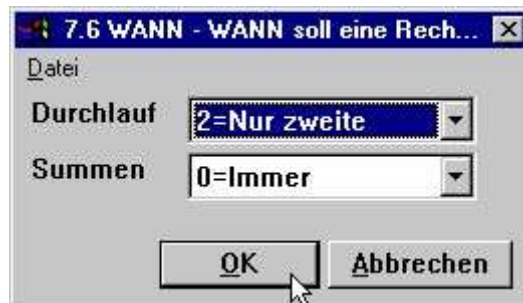 7.6 WANN - WANN soll eine Rech...
Datei
Durchlauf 2=Nur zweite
Summen 0=Immer
OK Abbrechen